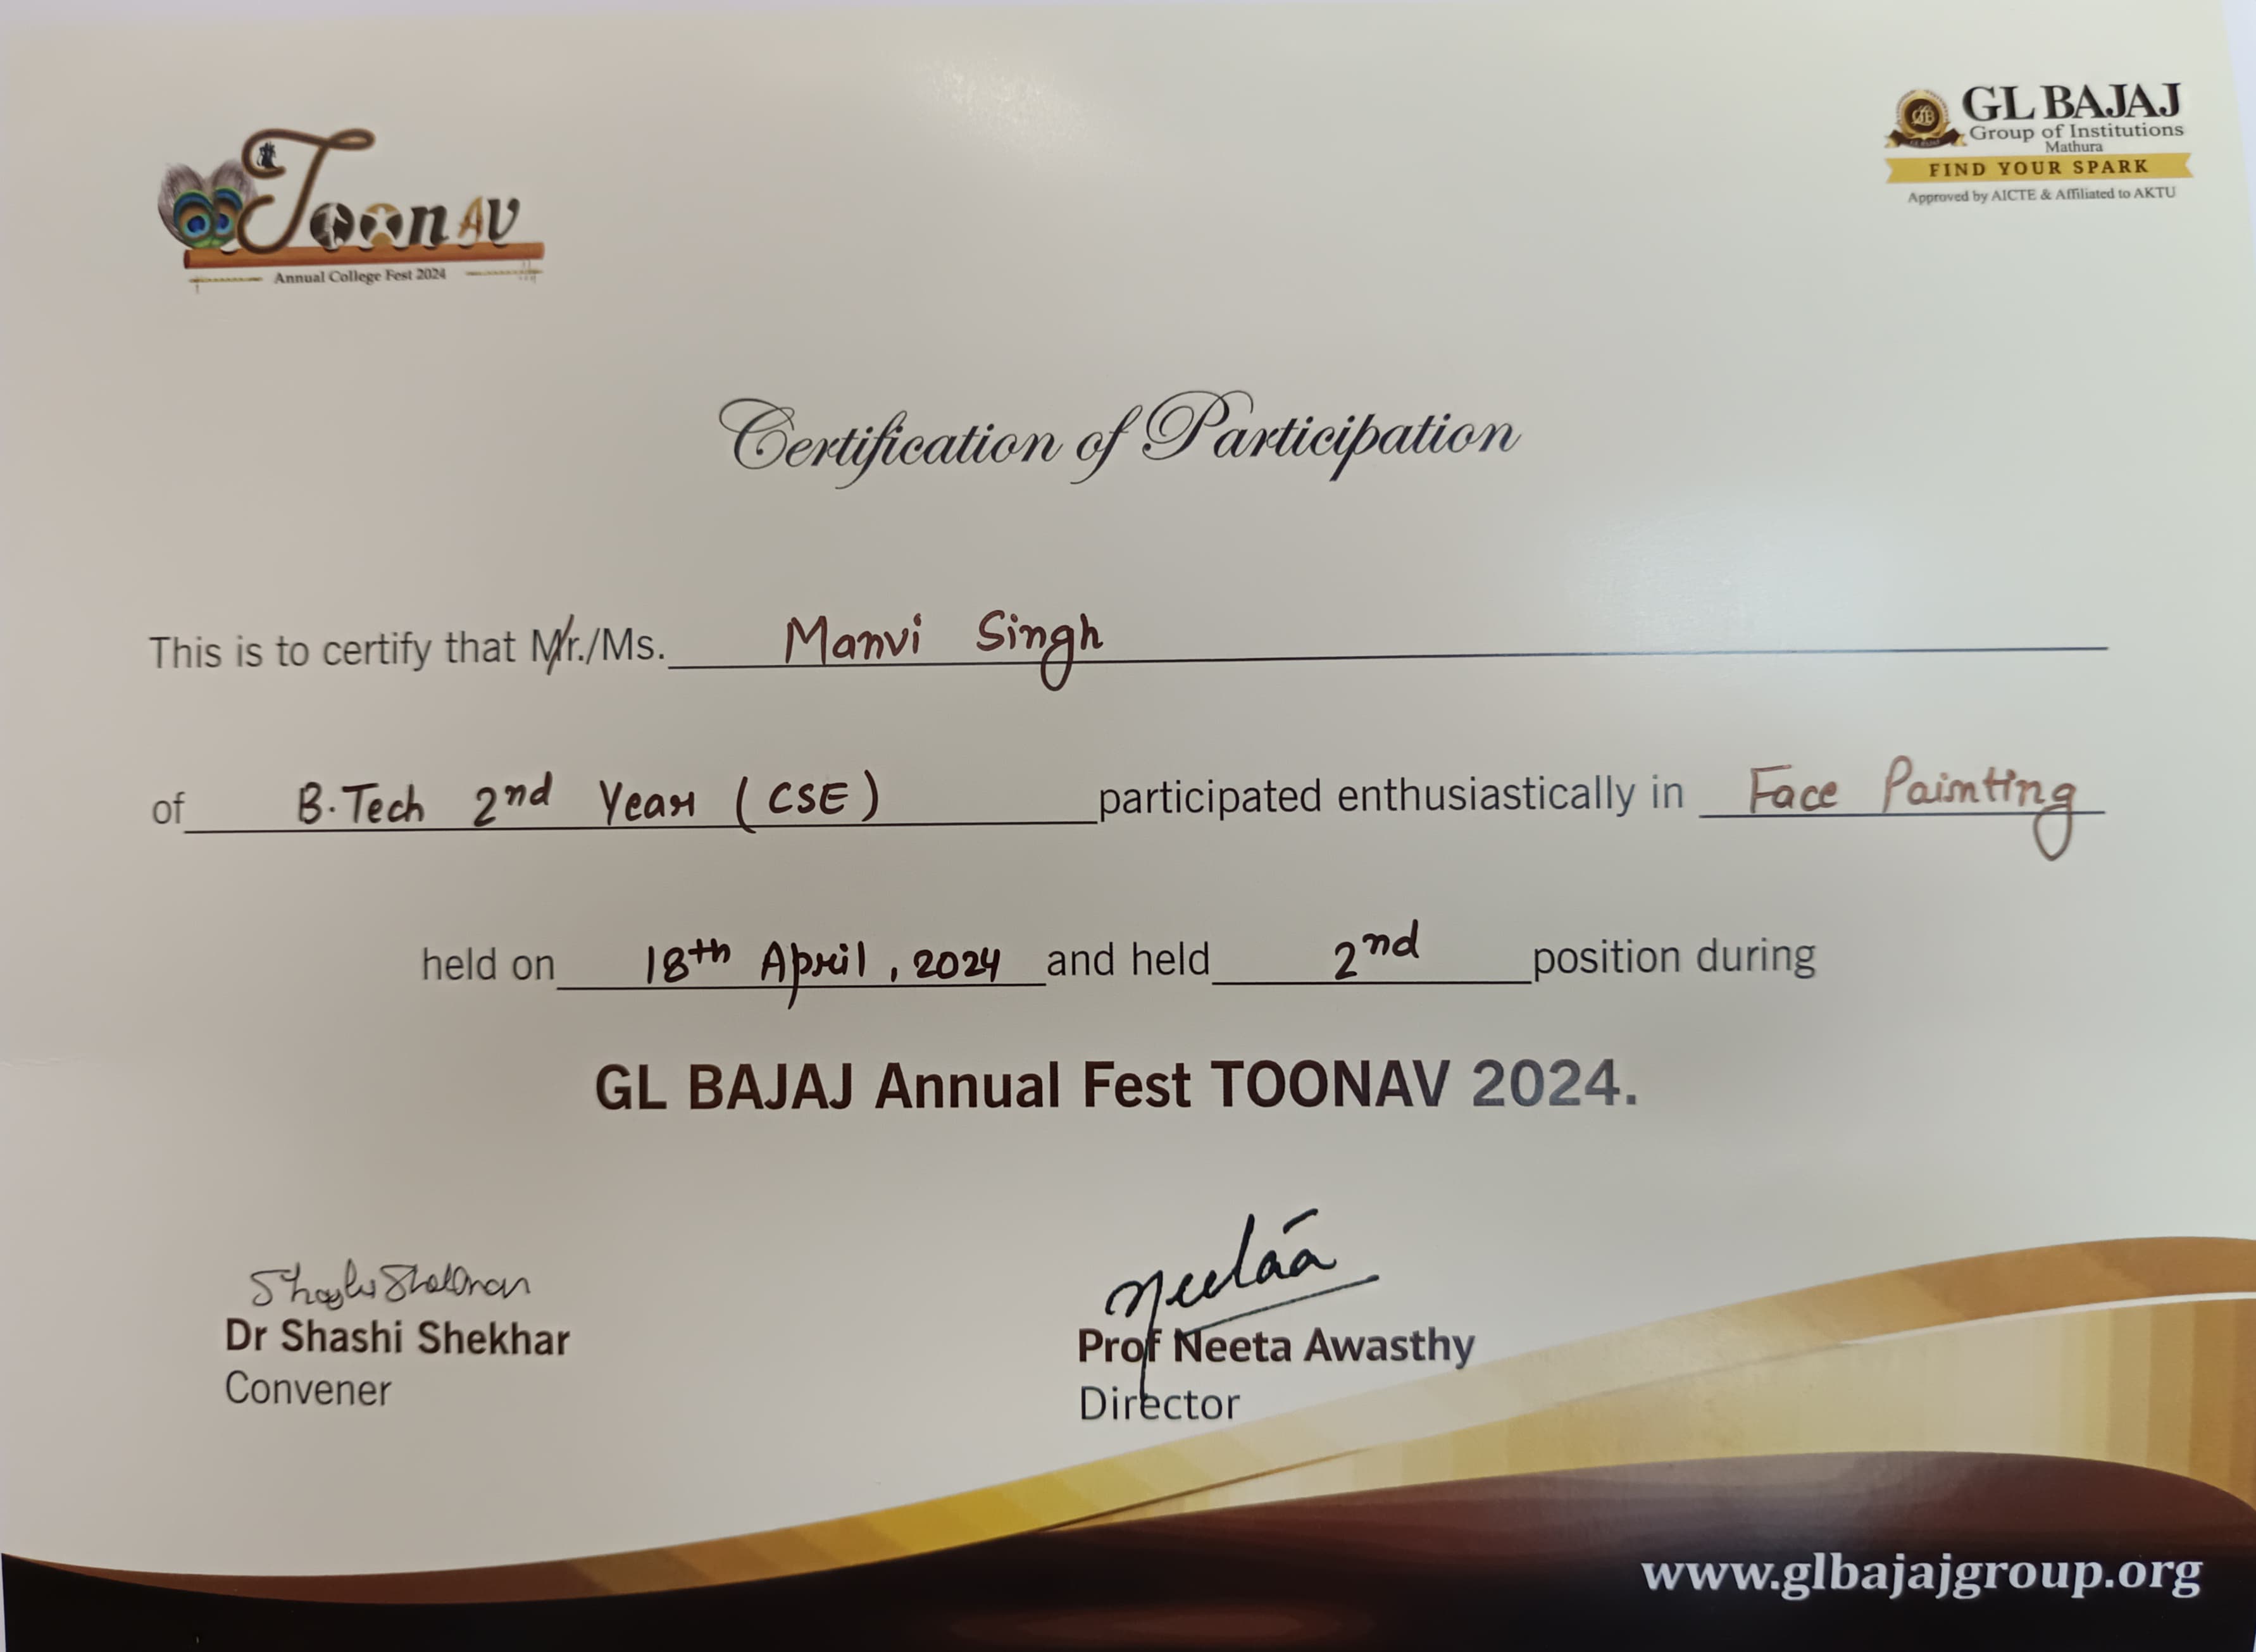 Toonav
Annual College Fest 2024
GL BAJAJ
Group of Institutions
Mathura
FIND YOUR SPARK
Approved by AICTE & Affiliated to AKTU
Certification of Participation
This is to certify that Mr./Ms. Manvi Singh
of B.Tech 2nd Year (CSE) participated enthusiastically in Face Painting
held on 18th April, 2024 and held 2nd position during
GL BAJAJ Annual Fest TOONAV 2024.
Shashi Shekhar
Dr Shashi Shekhar
Convener
Neeta
Prof Neeta Awasthy
Director
www.glbajajgroup.org